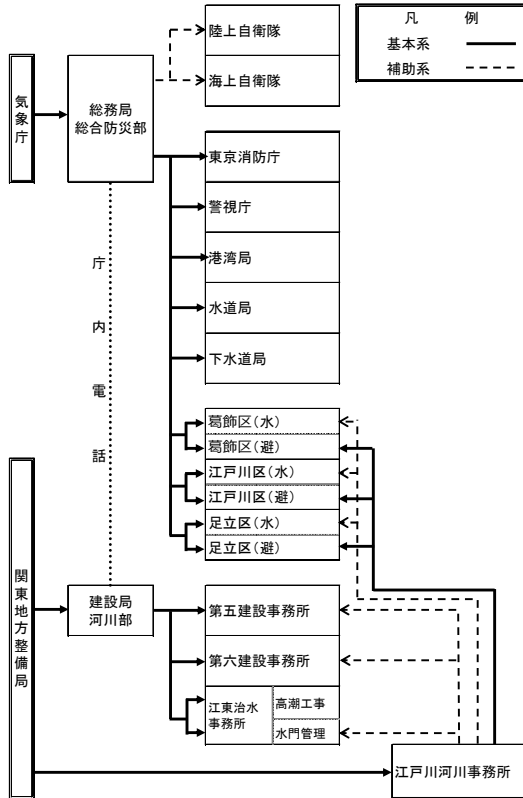 凡 例
基本系
補助系
陸上自衛隊
海上自衛隊
気象庁
総務局
総合防災部
東京消防庁
警視庁
港湾局
水道局
下水道局
庁内電話
葛飾区(水)
葛飾区(避)
江戸川区(水)
江戸川区(避)
足立区(水)
足立区(避)
関東地方整備局
建設局
河川部
第五建設事務所
第六建設事務所
江東治水
事務所
高潮工事
水門管理
江戸川河川事務所